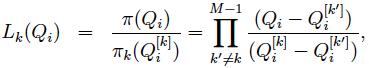 L_k(Q_i) = \frac{\pi(Q_i)}{\pi_k(Q_i^{[k]})} = \prod_{k' \neq k}^{M-1} \frac{(Q_i - Q_i^{[k']})}{(Q_i^{[k]} - Q_i^{[k']})},